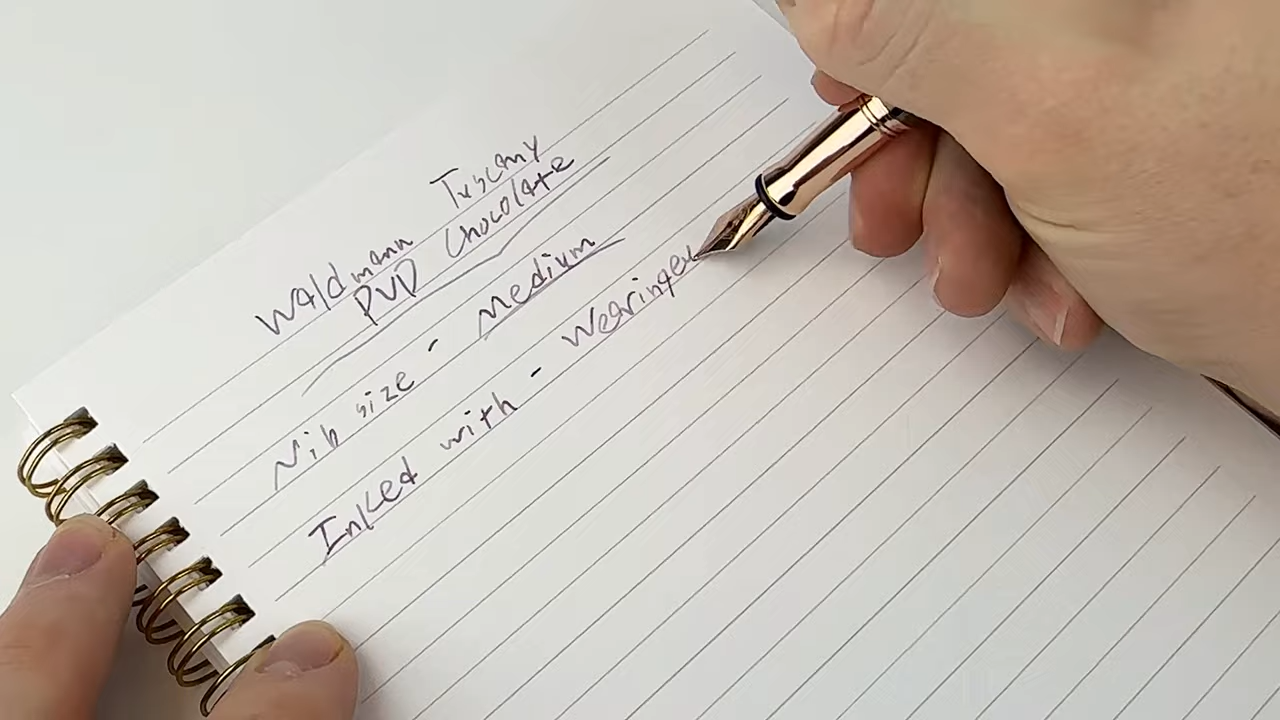 Waldmann Tuscany
PVD Chocolate
Nib size - Medium
Inked with - Wearingeu